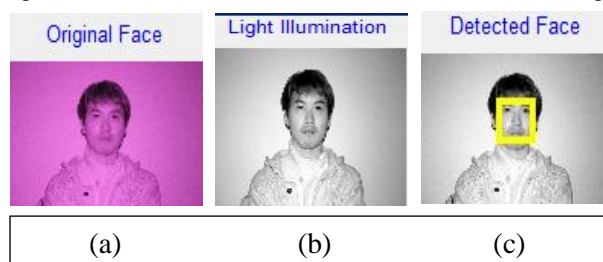 Original Face
Light Illumination
Detected Face
(a)
(b)
(c)